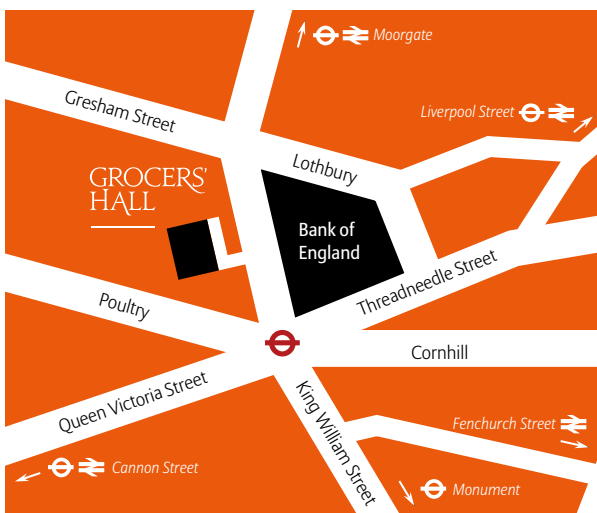 Moorgate
Gresham Street
Liverpool Street
Lothbury
GROCERS'
HALL
Bank of
England
Threadneedle Street
Poultry
Cornhill
Queen Victoria Street
King William Street
Fenchurch Street
Cannon Street
Monument